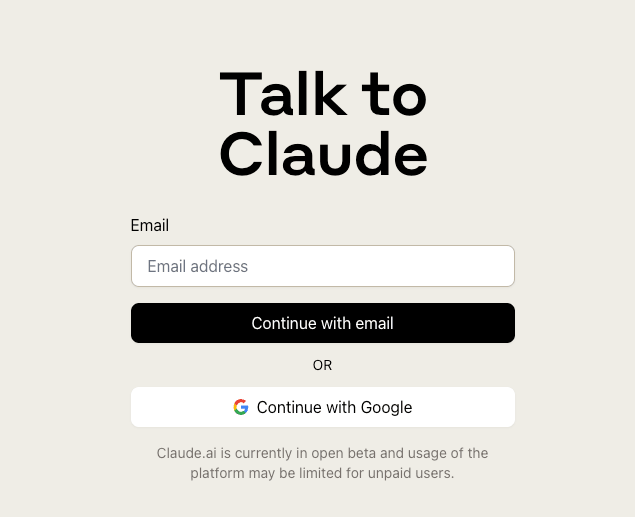 Talk to
Claude
Email
Email address
Continue with email
OR
Continue with Google
Claude.ai is currently in open beta and usage of the
platform may be limited for unpaid users.